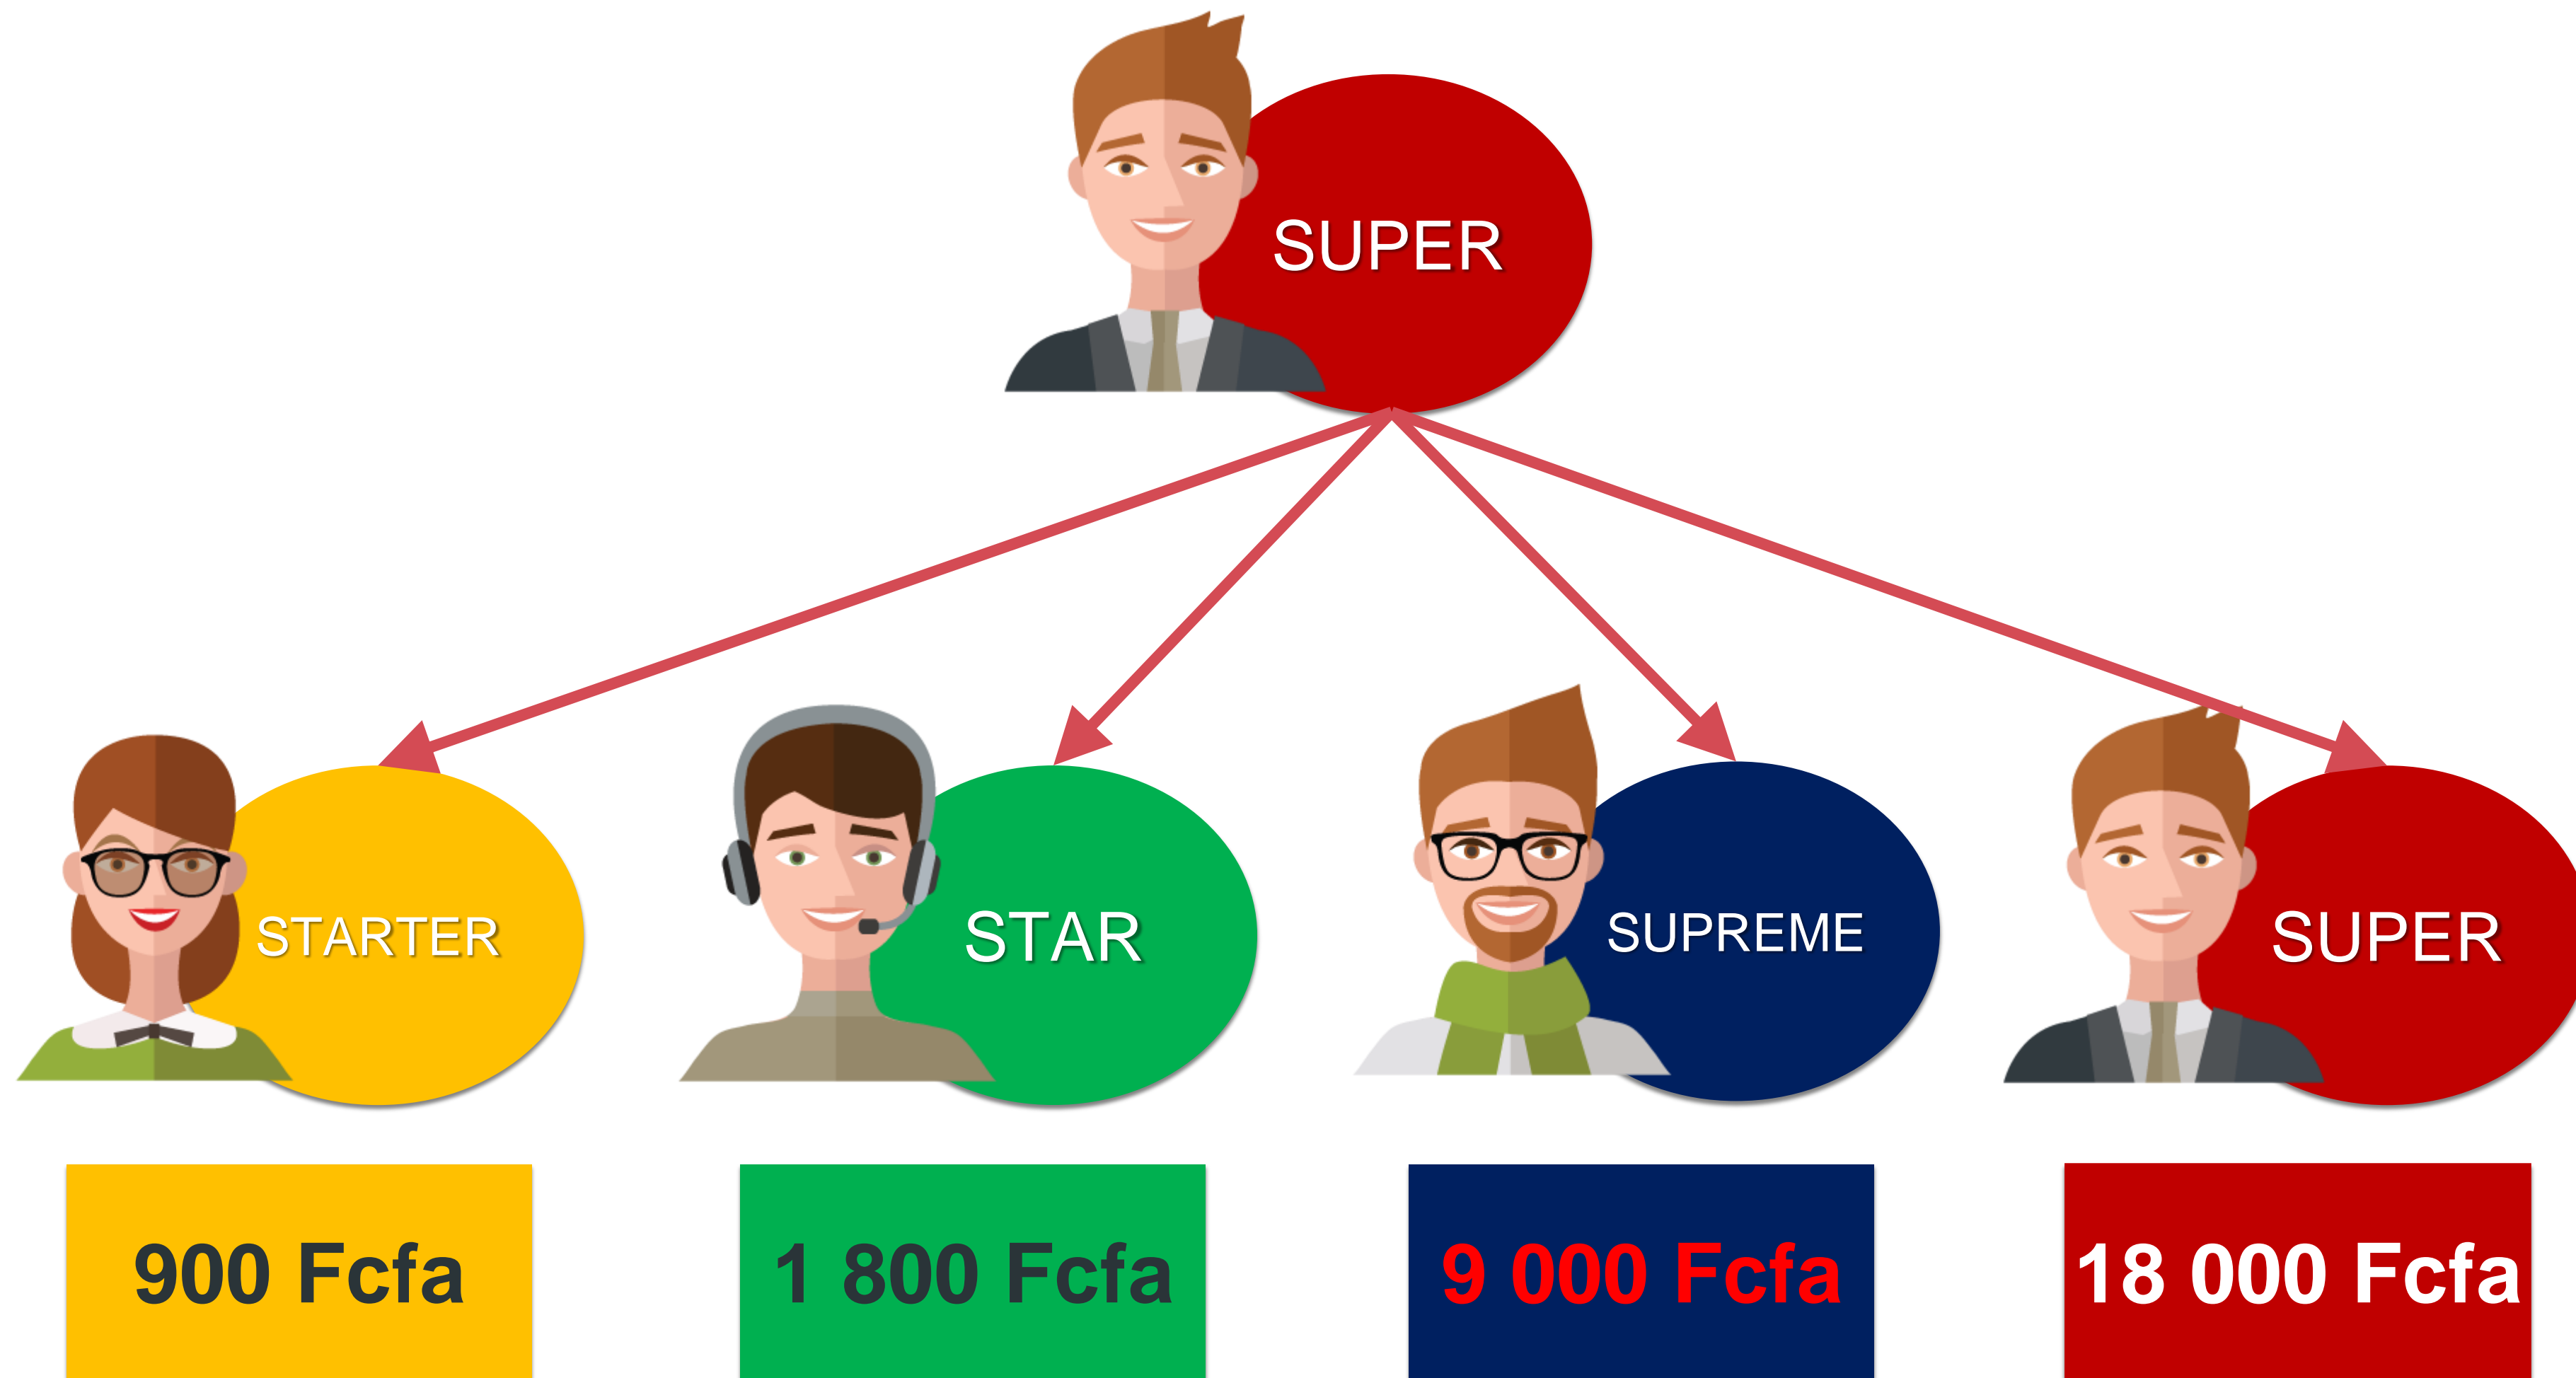 SUPER
STARTER
STAR
SUPREME
SUPER
900 Fcfa
1 800 Fcfa
9 000 Fcfa
18 000 Fcfa